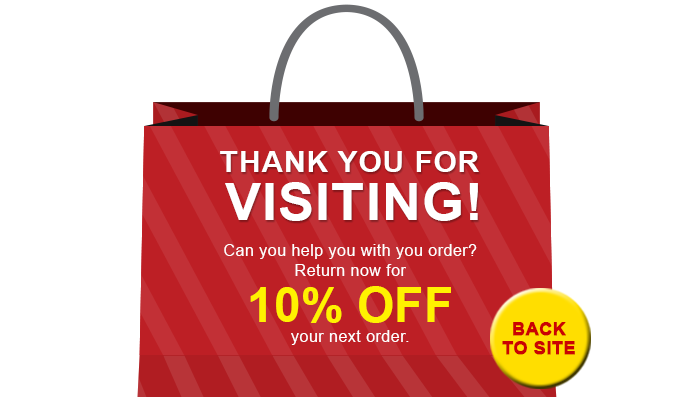 THANK YOU FOR
VISITING!
Can you help you with you order?
Return now for
10% OFF
your next order.
BACK
TO SITE